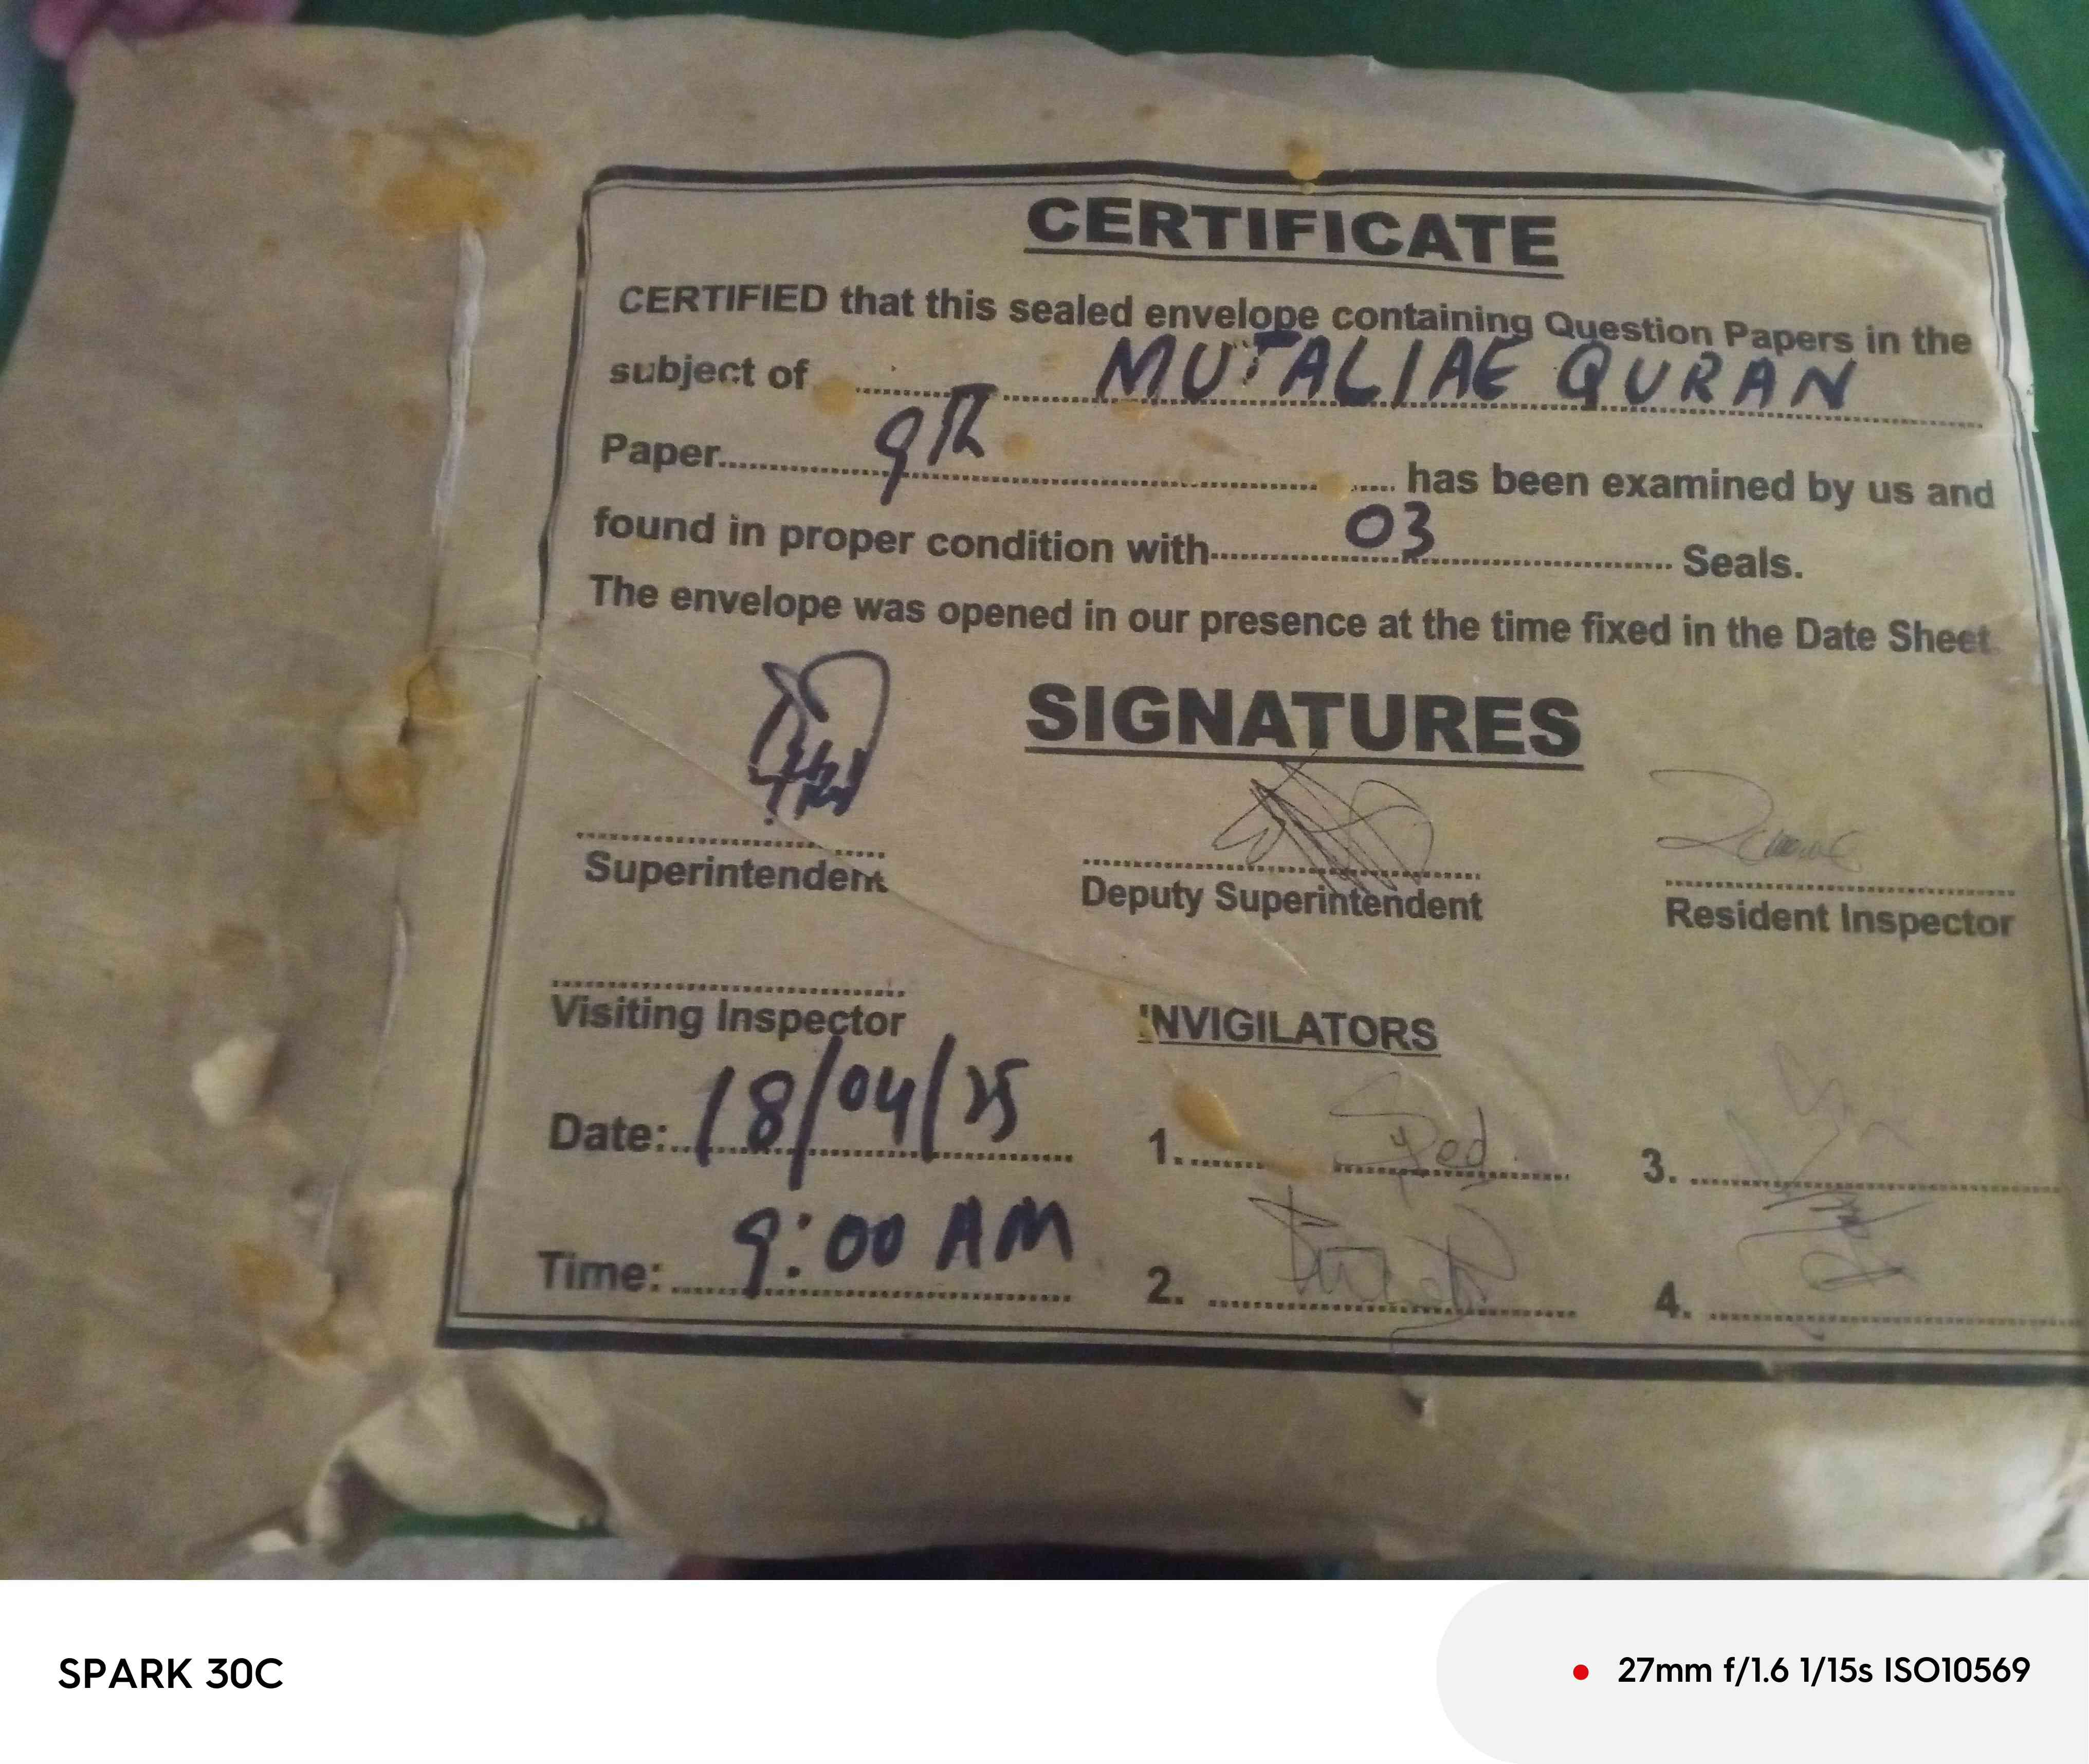 CERTIFICATE
CERTIFIED that this sealed envelope containing Question Papers in the
subject of MUTALIAE QURAN
Paper 9th has been examined by us and
found in proper condition with 03 Seals.
The envelope was opened in our presence at the time fixed in the Date Sheet
SIGNATURES
Superintendent Deputy Superintendent Resident Inspector
Visiting Inspector INVIGILATORS
Date: 18/04/25 1. 3.
Time: 9:00 AM 2. 4.
SPARK 30C 27mm f/1.6 1/15s ISO10569